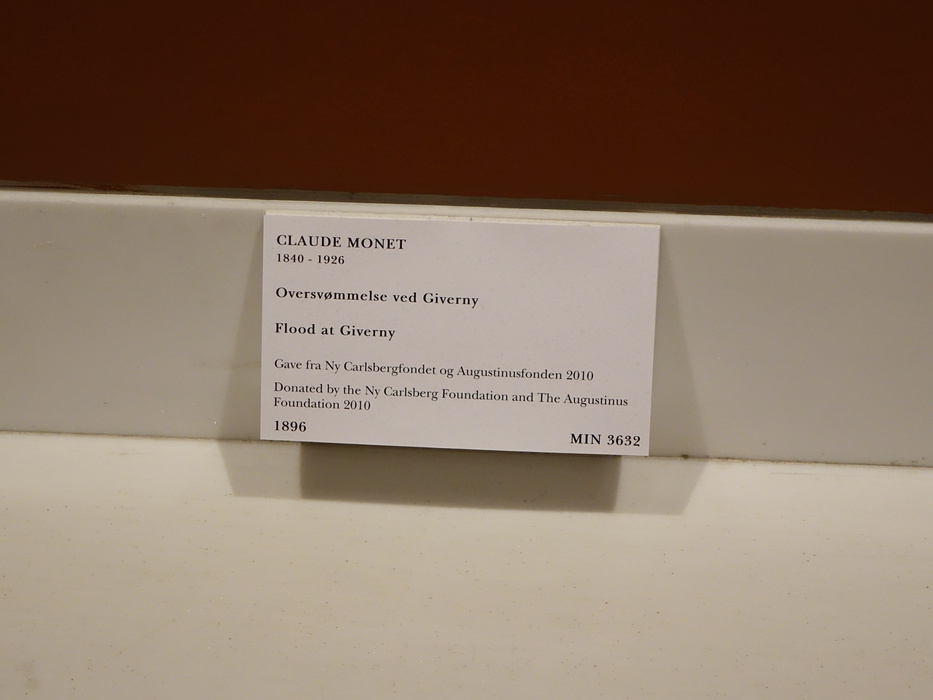 CLAUDE MONET
1840 - 1926
Oversvømmelse ved Giverny
Flood at Giverny
Gave fra Ny Carlsbergfondet og Augustinusfonden 2010
Donated by the Ny Carlsberg Foundation and The Augustinus
Foundation 2010
1896
MIN 3632